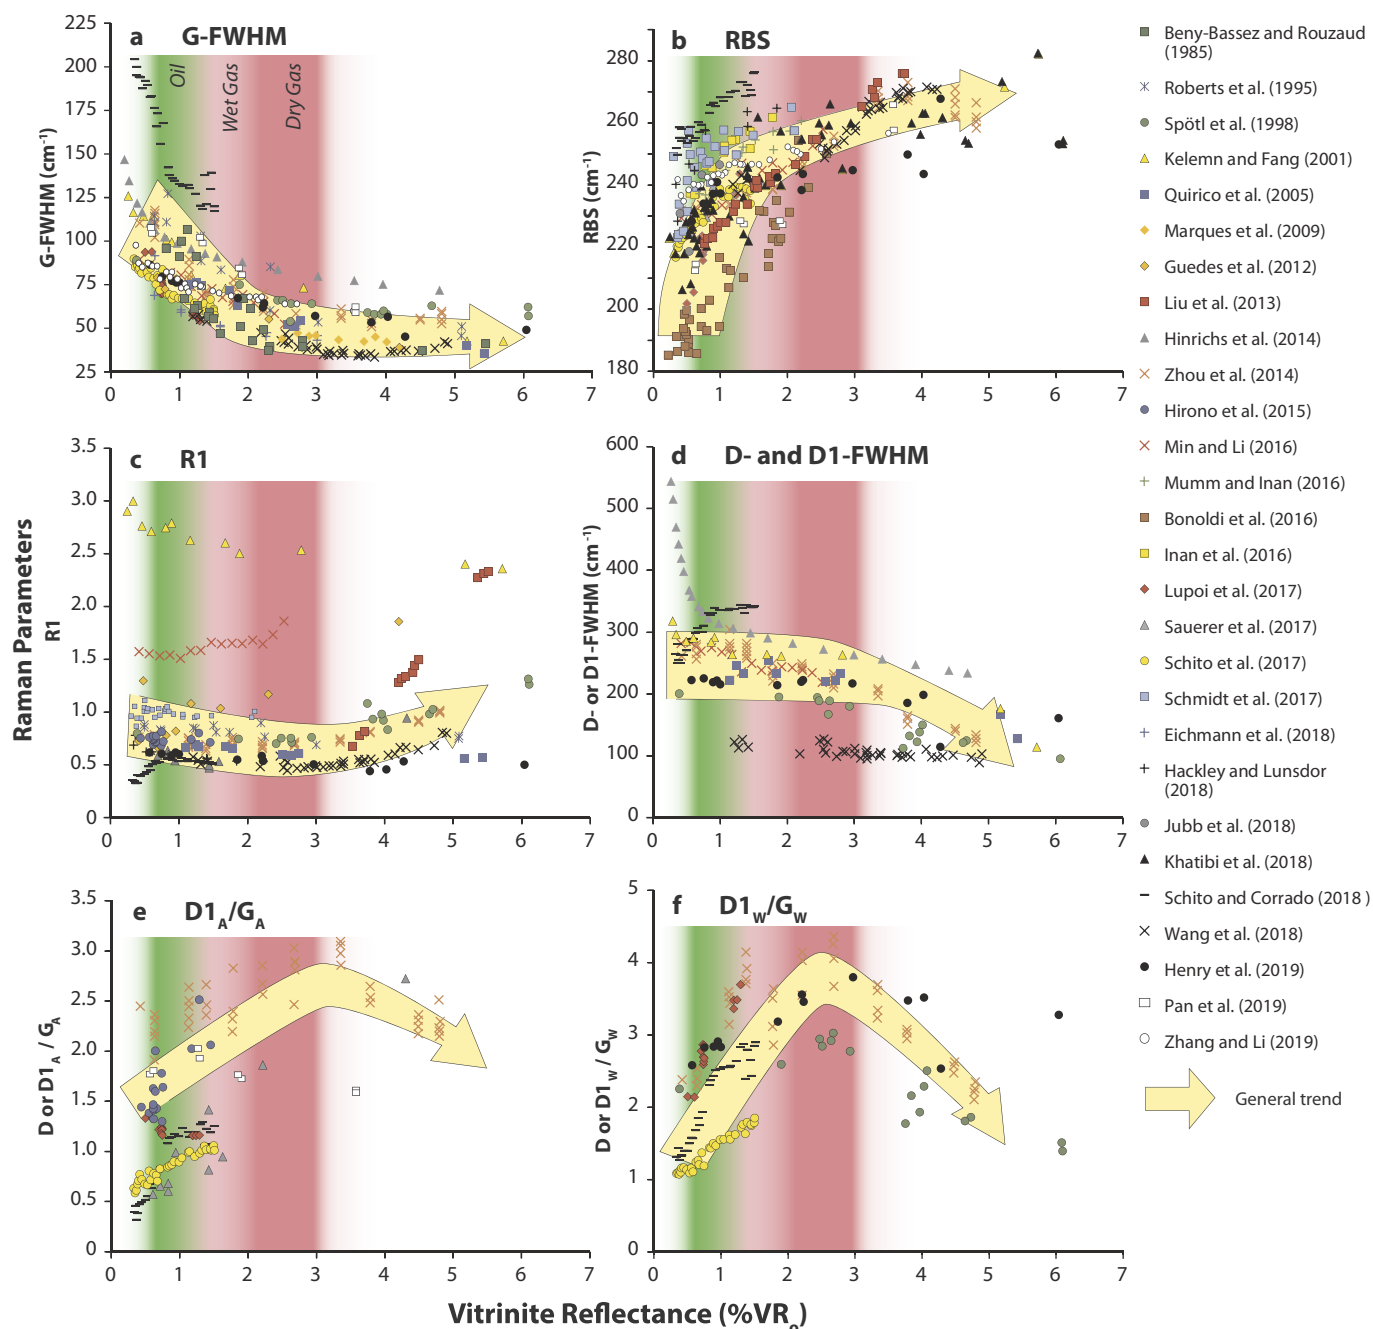 a G-FWHM
225
200
175
150
125
100
75
50
25
G-FWHM (cm⁻¹)
Oil
Wet Gas
Dry Gas
0 1 2 3 4 5 6 7
b RBS
280
260
240
220
200
180
RBS (cm⁻¹)
0 1 2 3 4 5 6 7
c R1
3.5
3.0
2.5
2.0
1.5
1.0
0.5
0
Raman Parameters
R1
0 1 2 3 4 5 6 7
d D- and D1-FWHM
600
500
400
300
200
100
0
D- or D1-FWHM (cm⁻¹)
0 1 2 3 4 5 6 7
e D1A/GA
3.5
3.0
2.5
2.0
1.5
1.0
0.5
0
D or D1A / GA
0 1 2 3 4 5 6 7
f D1W/GW
5
4
3
2
1
0
D or D1W / GW
0 1 2 3 4 5 6 7
Vitrinite Reflectance (%VRo)
Beny-Bassez and Rouzaud
(1985)
Roberts et al. (1995)
Spötl et al. (1998)
Kelemn and Fang (2001)
Quirico et al. (2005)
Marques et al. (2009)
Guedes et al. (2012)
Liu et al. (2013)
Hinrichs et al. (2014)
Zhou et al. (2014)
Hirono et al. (2015)
Min and Li (2016)
Mumm and Inan (2016)
Bonoldi et al. (2016)
Inan et al. (2016)
Lupoi et al. (2017)
Sauerer et al. (2017)
Schito et al. (2017)
Schmidt et al. (2017)
Eichmann et al. (2018)
Hackley and Lunsdor
(2018)
Jubb et al. (2018)
Khatibi et al. (2018)
Schito and Corrado (2018 )
Wang et al. (2018)
Henry et al. (2019)
Pan et al. (2019)
Zhang and Li (2019)
General trend